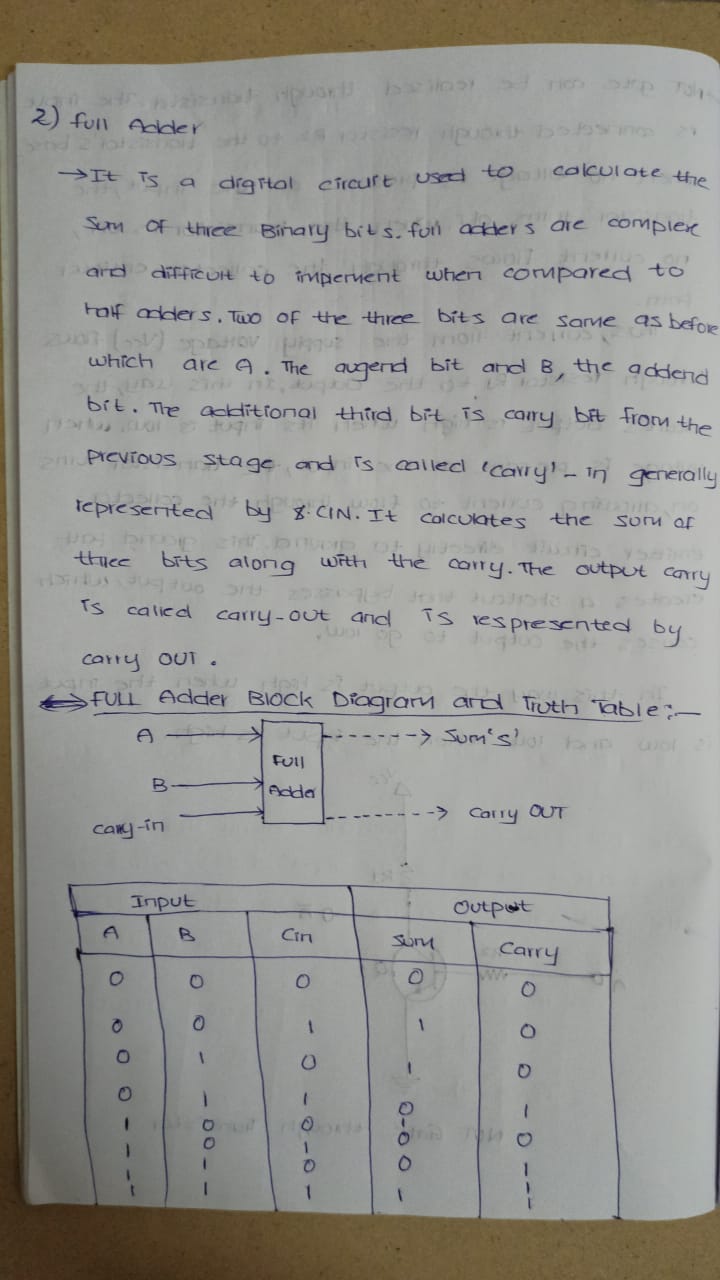 2) full Adder
→It is a digital circuit used to calculate the
Sum of three Binary bits. full adders are complex
and difficult to imperment when compared to
half adders. Two of the three bits are same as before
which are A. The augend bit and B, the addend
bit. The additional third bit is carry bit from the
previous stage and is called 'carry' - in generally
represented by CIN. It calculates the sum of
three bits along with the carry. The output carry
is called carry-out and is respresented by
carry OUT.
FULL Adder Block Diagram and Truth Table:-
A Sum's'
Full
B Adder
carry-in Carry OUT
Input Output
A B Cin Sum Carry
0 0 0 0 0
0 0 1 1 0
0 1 0 1 0
0 1 1 0 1
1 0 0 1 0
1 0 1 0 1
1 1 0 0 1
1 1 1 1 1